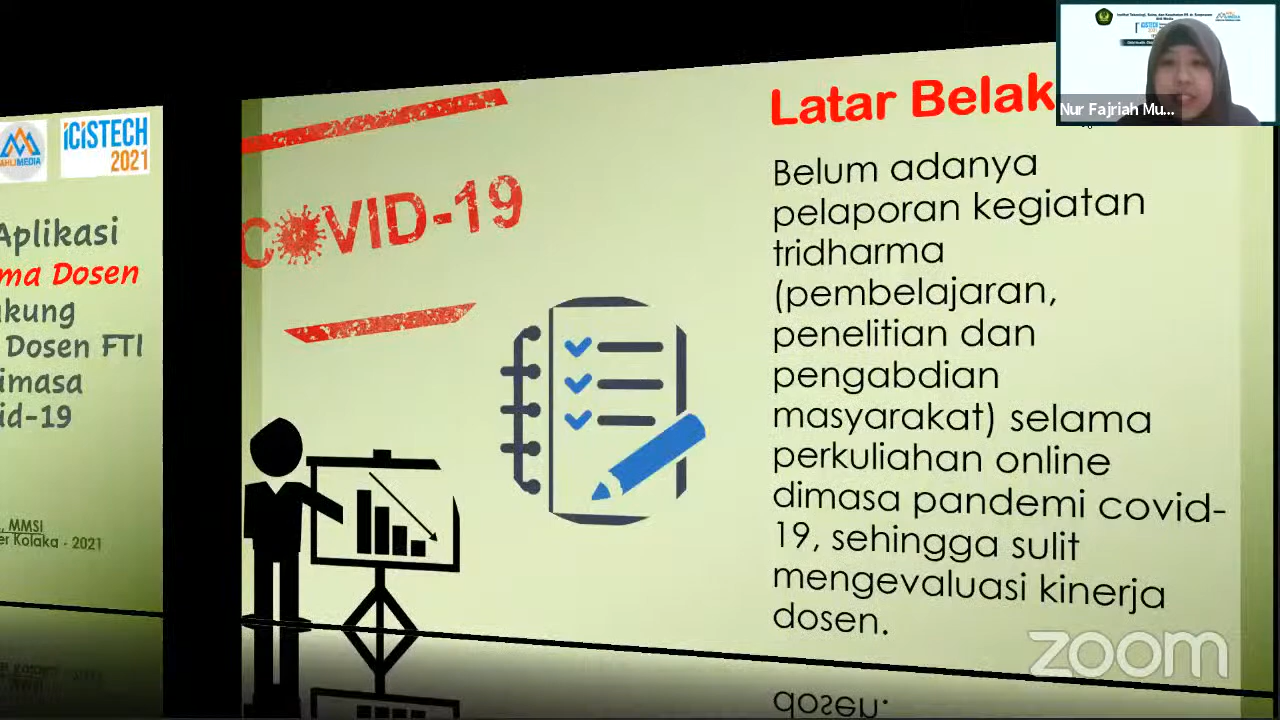 AHLIMEDIA
iCiSTECH
2021
Aplikasi
ma Dosen
kung
Dosen FTI
imasa
id-19
, MMSI
er Kolaka - 2021
COVID-19
Latar Belak
Belum adanya
pelaporan kegiatan
tridharma
(pembelajaran,
penelitian dan
pengabdian
masyarakat) selama
perkuliahan online
dimasa pandemi covid-
19, sehingga sulit
mengevaluasi kinerja
dosen.
Nur Fajriah Mu...
zoom